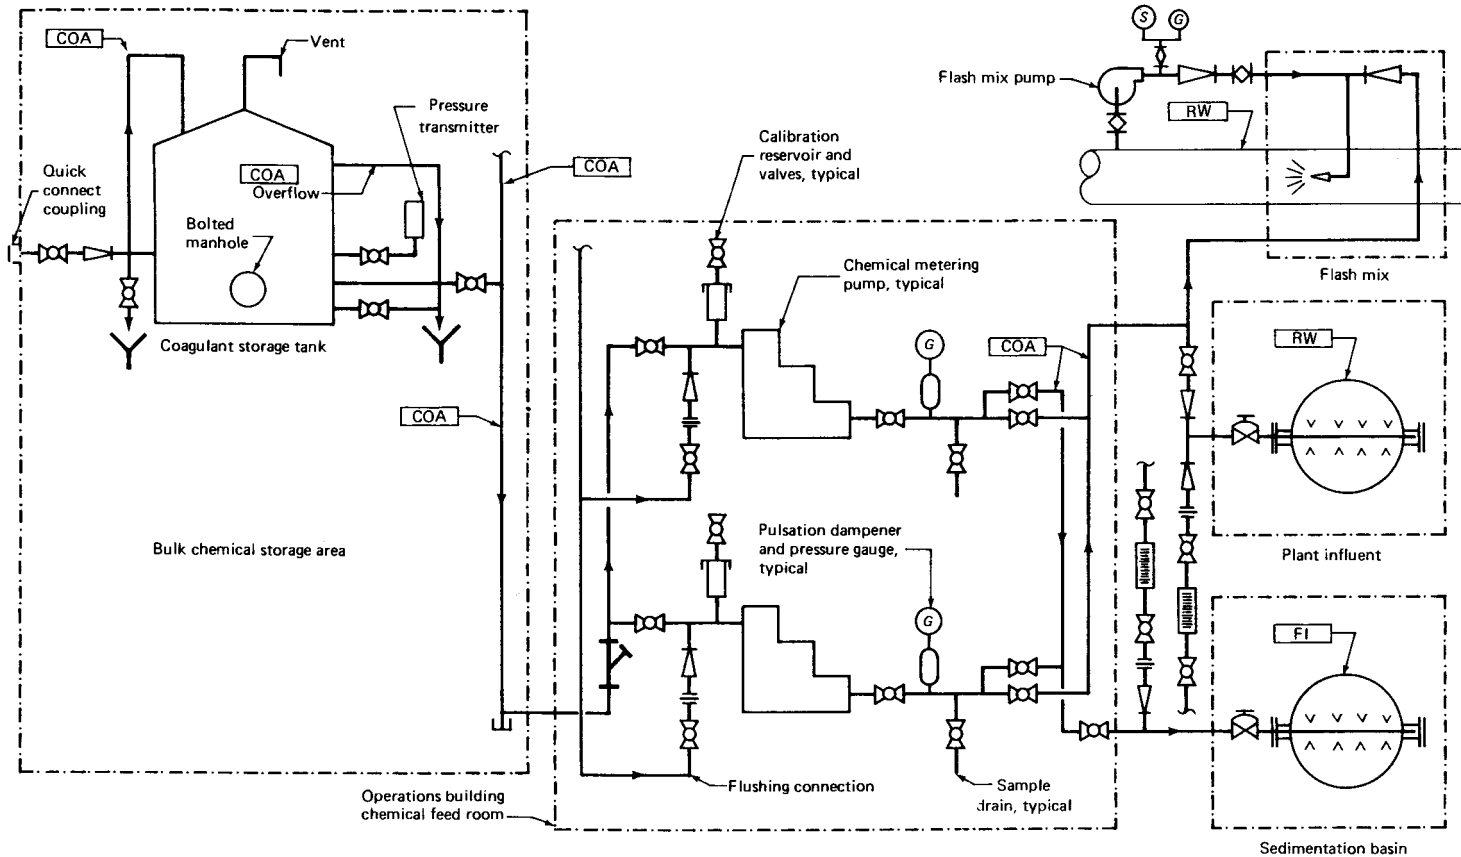 COA
Vent
Pressure
transmitter
COA
Overflow
Quick
connect
coupling
Bolted
manhole
Coagulant storage tank
COA
COA
Bulk chemical storage area
Calibration
reservoir and
valves, typical
Chemical metering
pump, typical
G
COA
Pulsation dampener
and pressure gauge,
typical
G
Flushing connection
Sample
drain, typical
Operations building
chemical feed room
S
G
Flash mix pump
RW
Flash mix
RW
Plant influent
FI
Sedimentation basin